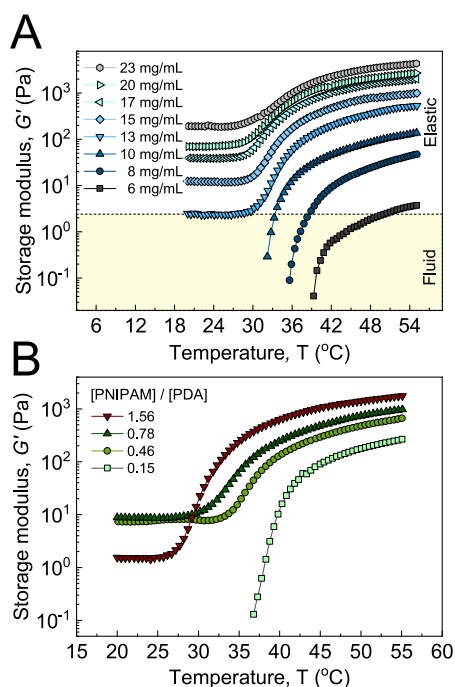 A
23 mg/mL
20 mg/mL
17 mg/mL
15 mg/mL
13 mg/mL
10 mg/mL
8 mg/mL
6 mg/mL
Storage modulus, G' (Pa)
10³
10²
10¹
10⁰
10⁻¹
Elastic
Fluid
6 12 18 24 30 36 42 48 54
Temperature, T (°C)
B
[PNIPAM] / [PDA]
1.56
0.78
0.46
0.15
Storage modulus, G' (Pa)
10³
10²
10¹
10⁰
10⁻¹
15 20 25 30 35 40 45 50 55 60
Temperature, T (°C)